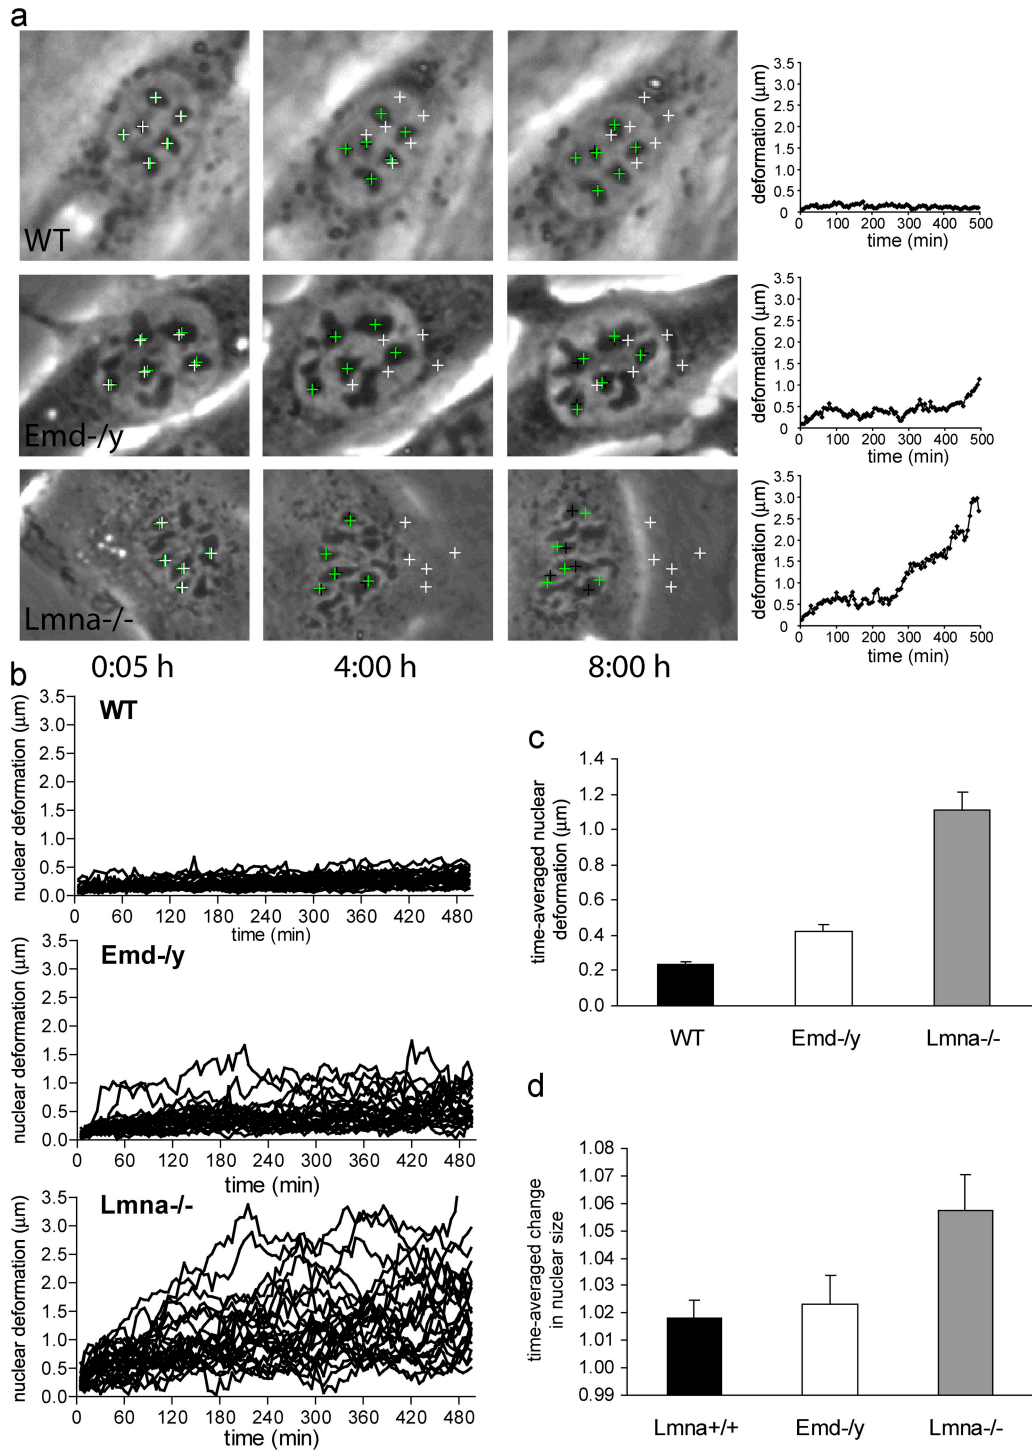 a
WT
3.5
3.0
2.5
2.0
1.5
1.0
0.5
0
deformation (μm)
0 100 200 300 400 500
time (min)
Emd-/y
3.5
3.0
2.5
2.0
1.5
1.0
0.5
0
deformation (μm)
0 100 200 300 400 500
time (min)
Lmna-/-
3.5
3.0
2.5
2.0
1.5
1.0
0.5
0
deformation (μm)
0 100 200 300 400 500
time (min)
0:05 h 4:00 h 8:00 h
b
WT
nuclear deformation (μm)
3.5
3.0
2.5
2.0
1.5
1.0
0.5
0.0
0 60 120 180 240 300 360 420 480
time (min)
Emd-/y
nuclear deformation (μm)
3.5
3.0
2.5
2.0
1.5
1.0
0.5
0.0
0 60 120 180 240 300 360 420 480
time (min)
Lmna-/-
nuclear deformation (μm)
3.5
3.0
2.5
2.0
1.5
1.0
0.5
0.0
0 60 120 180 240 300 360 420 480
time (min)
c
time-averaged nuclear
deformation (μm)
1.4
1.2
1.0
0.8
0.6
0.4
0.2
0.0
WT Emd-/y Lmna-/-
d
time-averaged change
in nuclear size
1.08
1.07
1.06
1.05
1.04
1.03
1.02
1.01
1.00
0.99
Lmna+/+ Emd-/y Lmna-/-